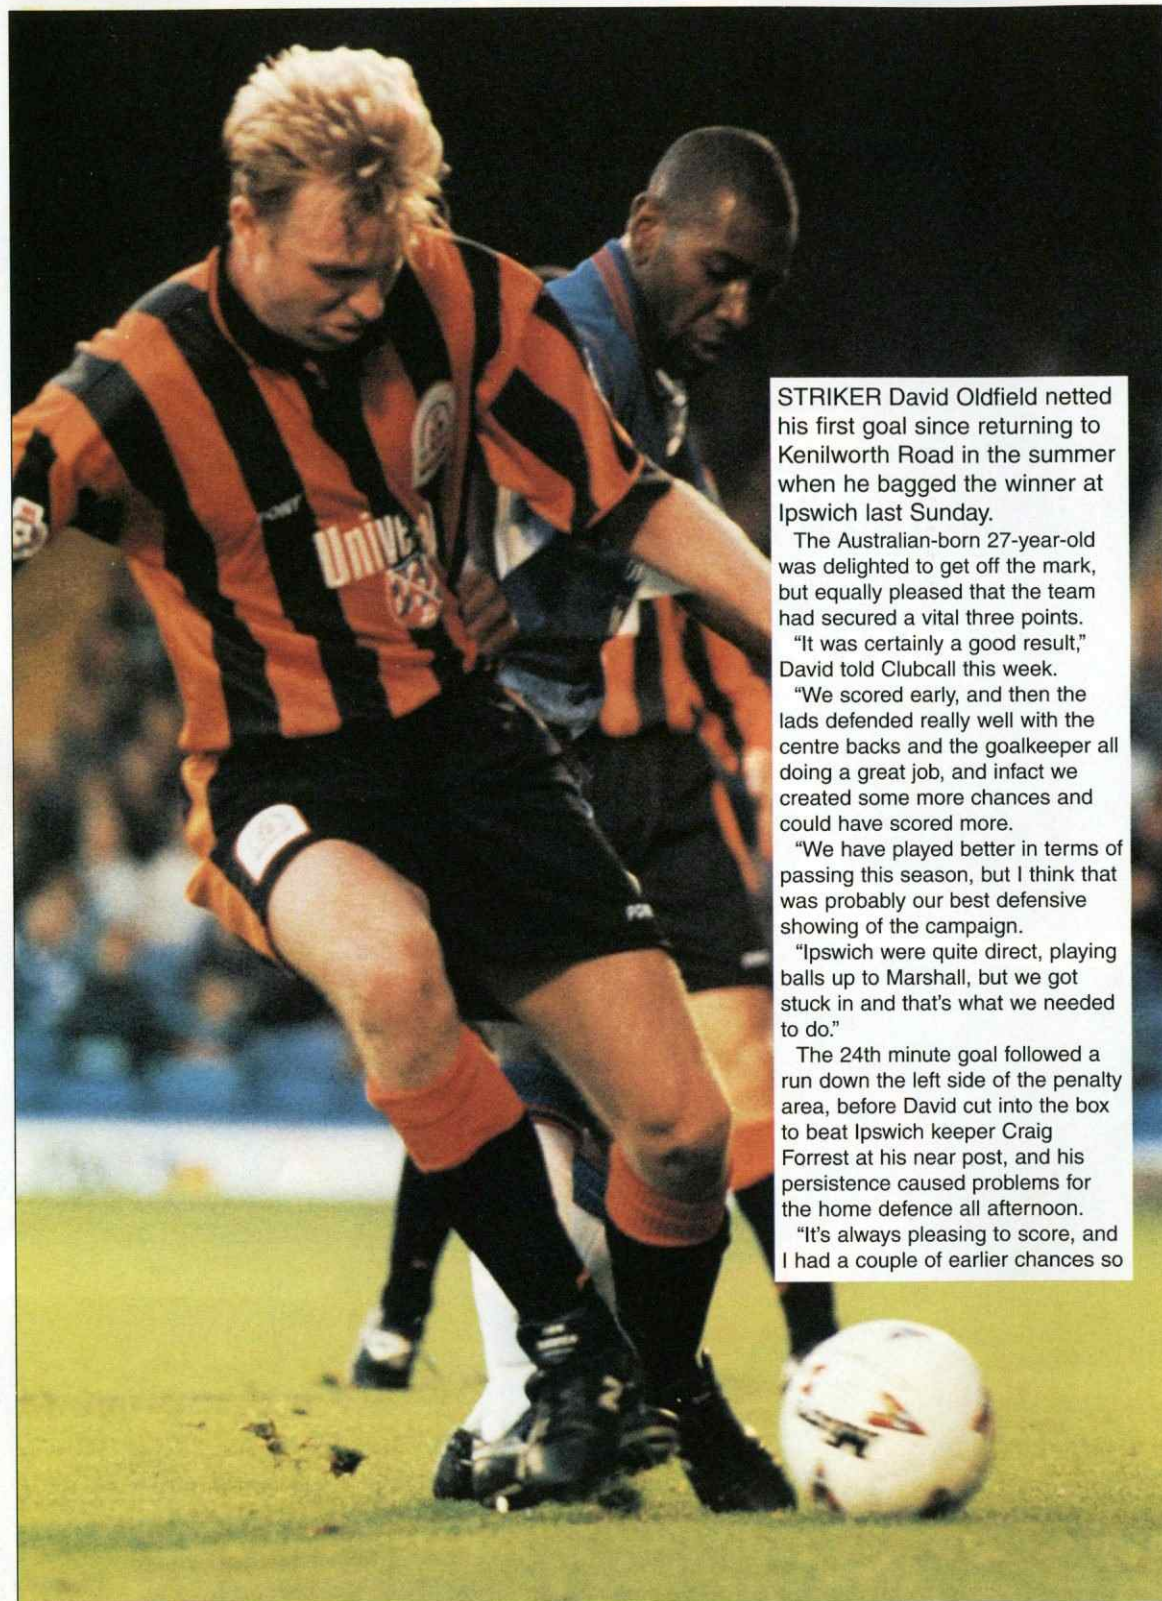 STRIKER David Oldfield netted
his first goal since returning to
Kenilworth Road in the summer
when he bagged the winner at
Ipswich last Sunday.
The Australian-born 27-year-old
was delighted to get off the mark,
but equally pleased that the team
had secured a vital three points.
“It was certainly a good result,”
David told Clubcall this week.
“We scored early, and then the
lads defended really well with the
centre backs and the goalkeeper all
doing a great job, and infact we
created some more chances and
could have scored more.
“We have played better in terms of
passing this season, but I think that
was probably our best defensive
showing of the campaign.
“Ipswich were quite direct, playing
balls up to Marshall, but we got
stuck in and that’s what we needed
to do.”
The 24th minute goal followed a
run down the left side of the penalty
area, before David cut into the box
to beat Ipswich keeper Craig
Forrest at his near post, and his
persistence caused problems for
the home defence all afternoon.
“It’s always pleasing to score, and
I had a couple of earlier chances so